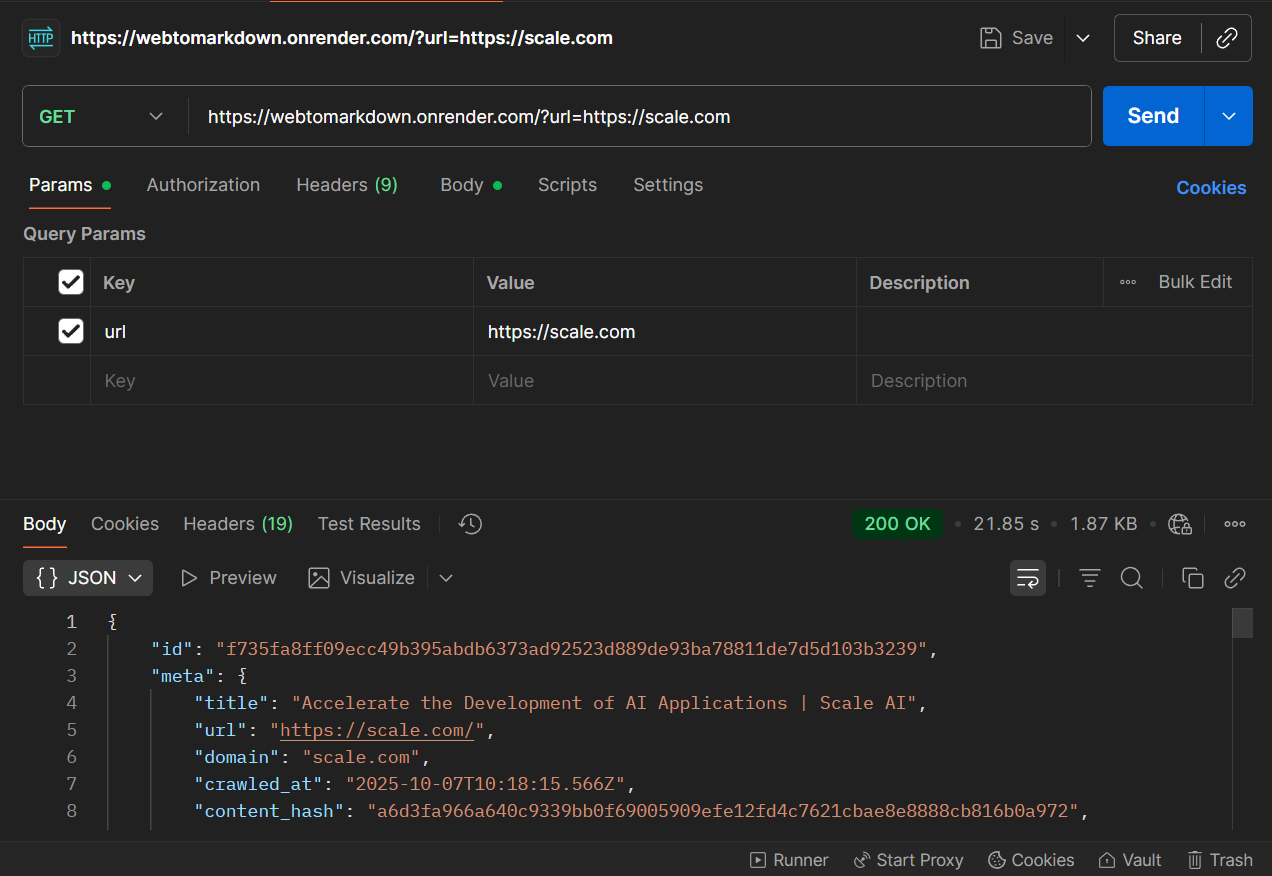 HTTP https://webtomarkdown.onrender.com/?url=https://scale.com Save Share
GET https://webtomarkdown.onrender.com/?url=https://scale.com Send
Params Authorization Headers (9) Body Scripts Settings Cookies
Query Params
Key Value Description Bulk Edit
url https://scale.com
Key Value Description
Body Cookies Headers (19) Test Results 200 OK 21.85 s 1.87 KB
{} JSON Preview Visualize
1 {
2 "id": "f735fa8ff09ecc49b395abdb6373ad92523d889de93ba78811de7d5d103b3239",
3 "meta": {
4 "title": "Accelerate the Development of AI Applications | Scale AI",
5 "url": "https://scale.com/",
6 "domain": "scale.com",
7 "crawled_at": "2025-10-07T10:18:15.566Z",
8 "content_hash": "a6d3fa966a640c9339bb0f69005909efe12fd4c7621cbae8e8888cb816b0a972",
Runner Start Proxy Cookies Vault Trash